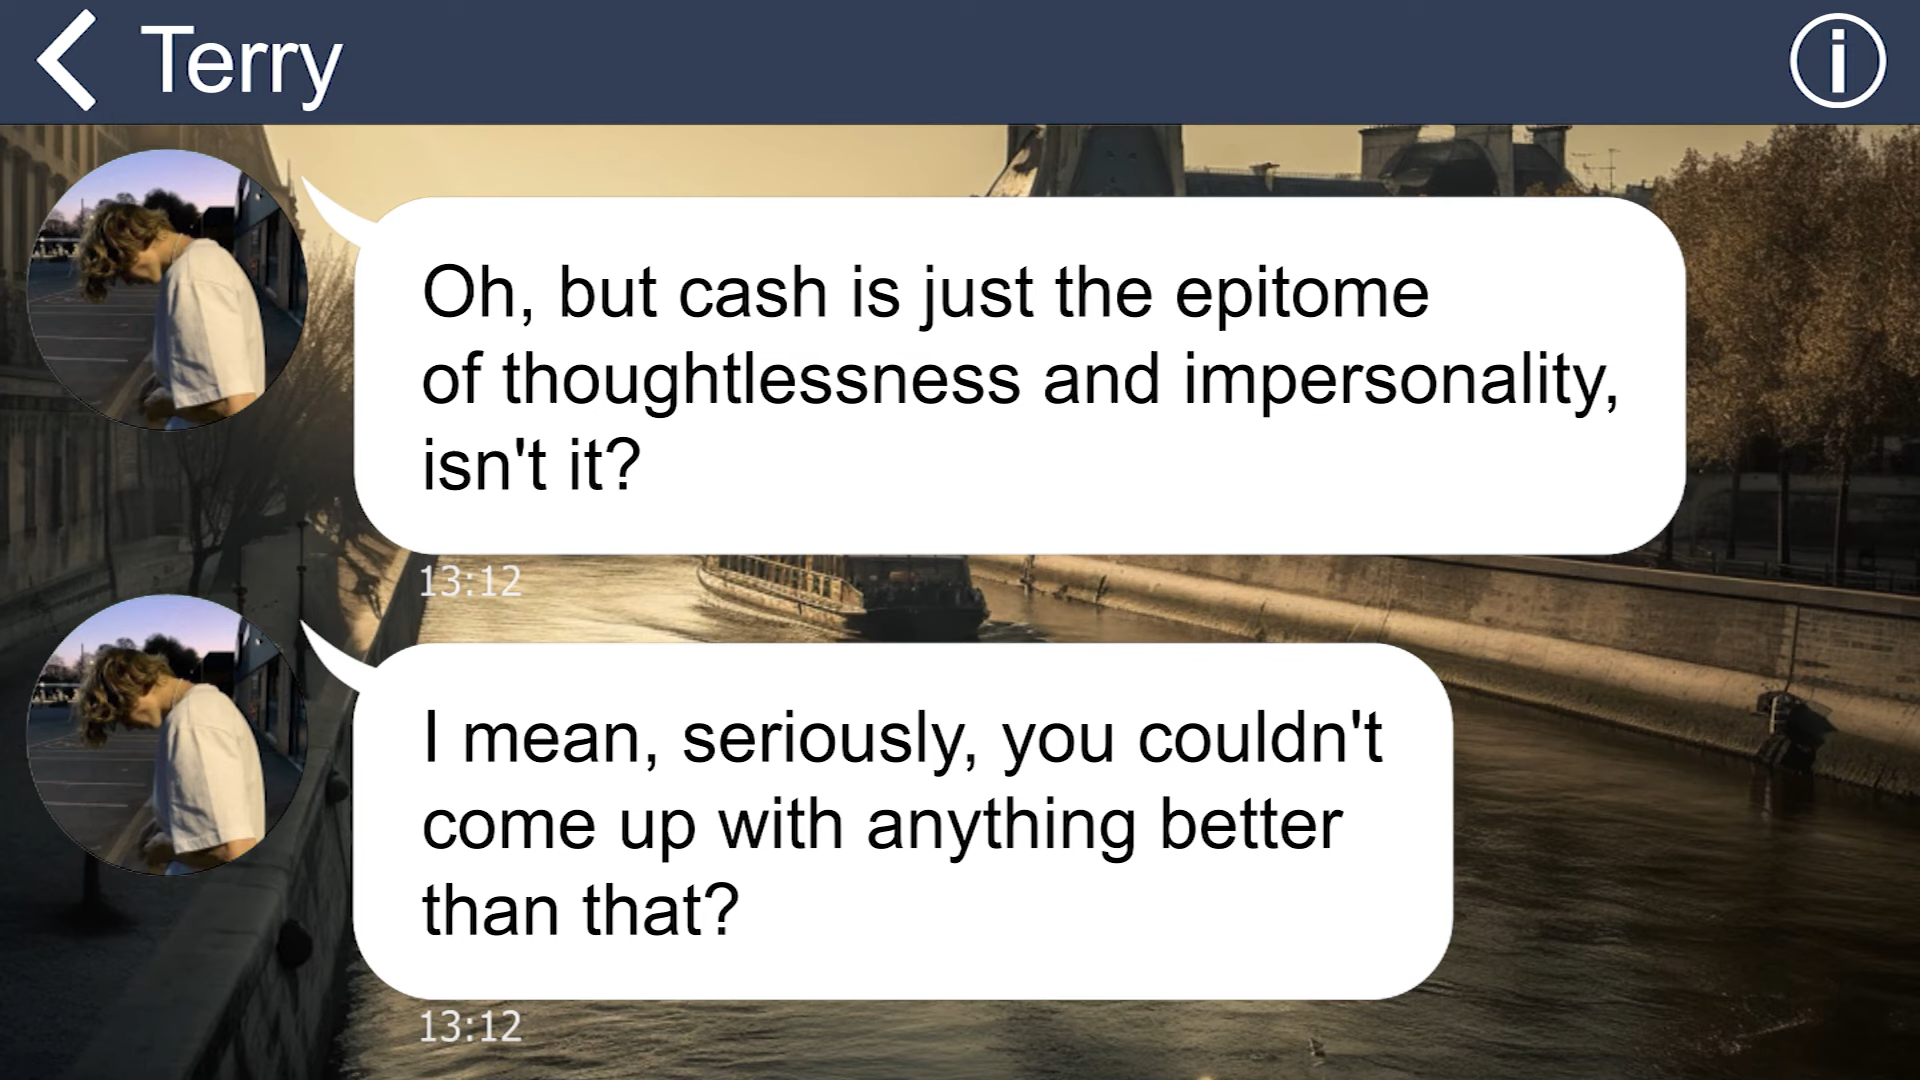 Terry
Oh, but cash is just the epitome
of thoughtlessness and impersonality,
isn't it?
13:12
I mean, seriously, you couldn't
come up with anything better
than that?
13:12